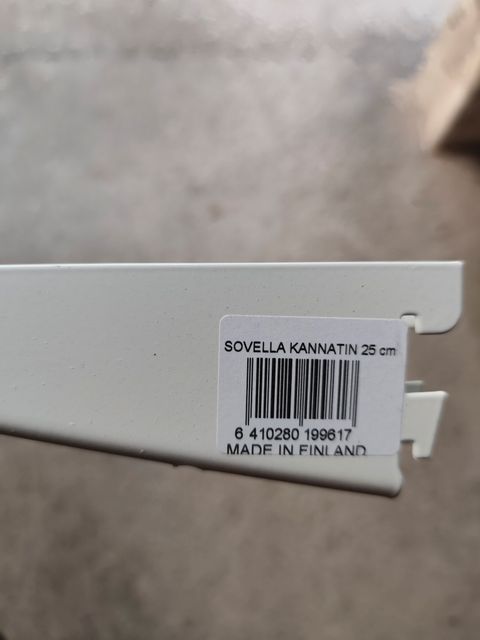 SOVELLA KANNATIN 25 cm
6 410280 199617
MADE IN FINLAND